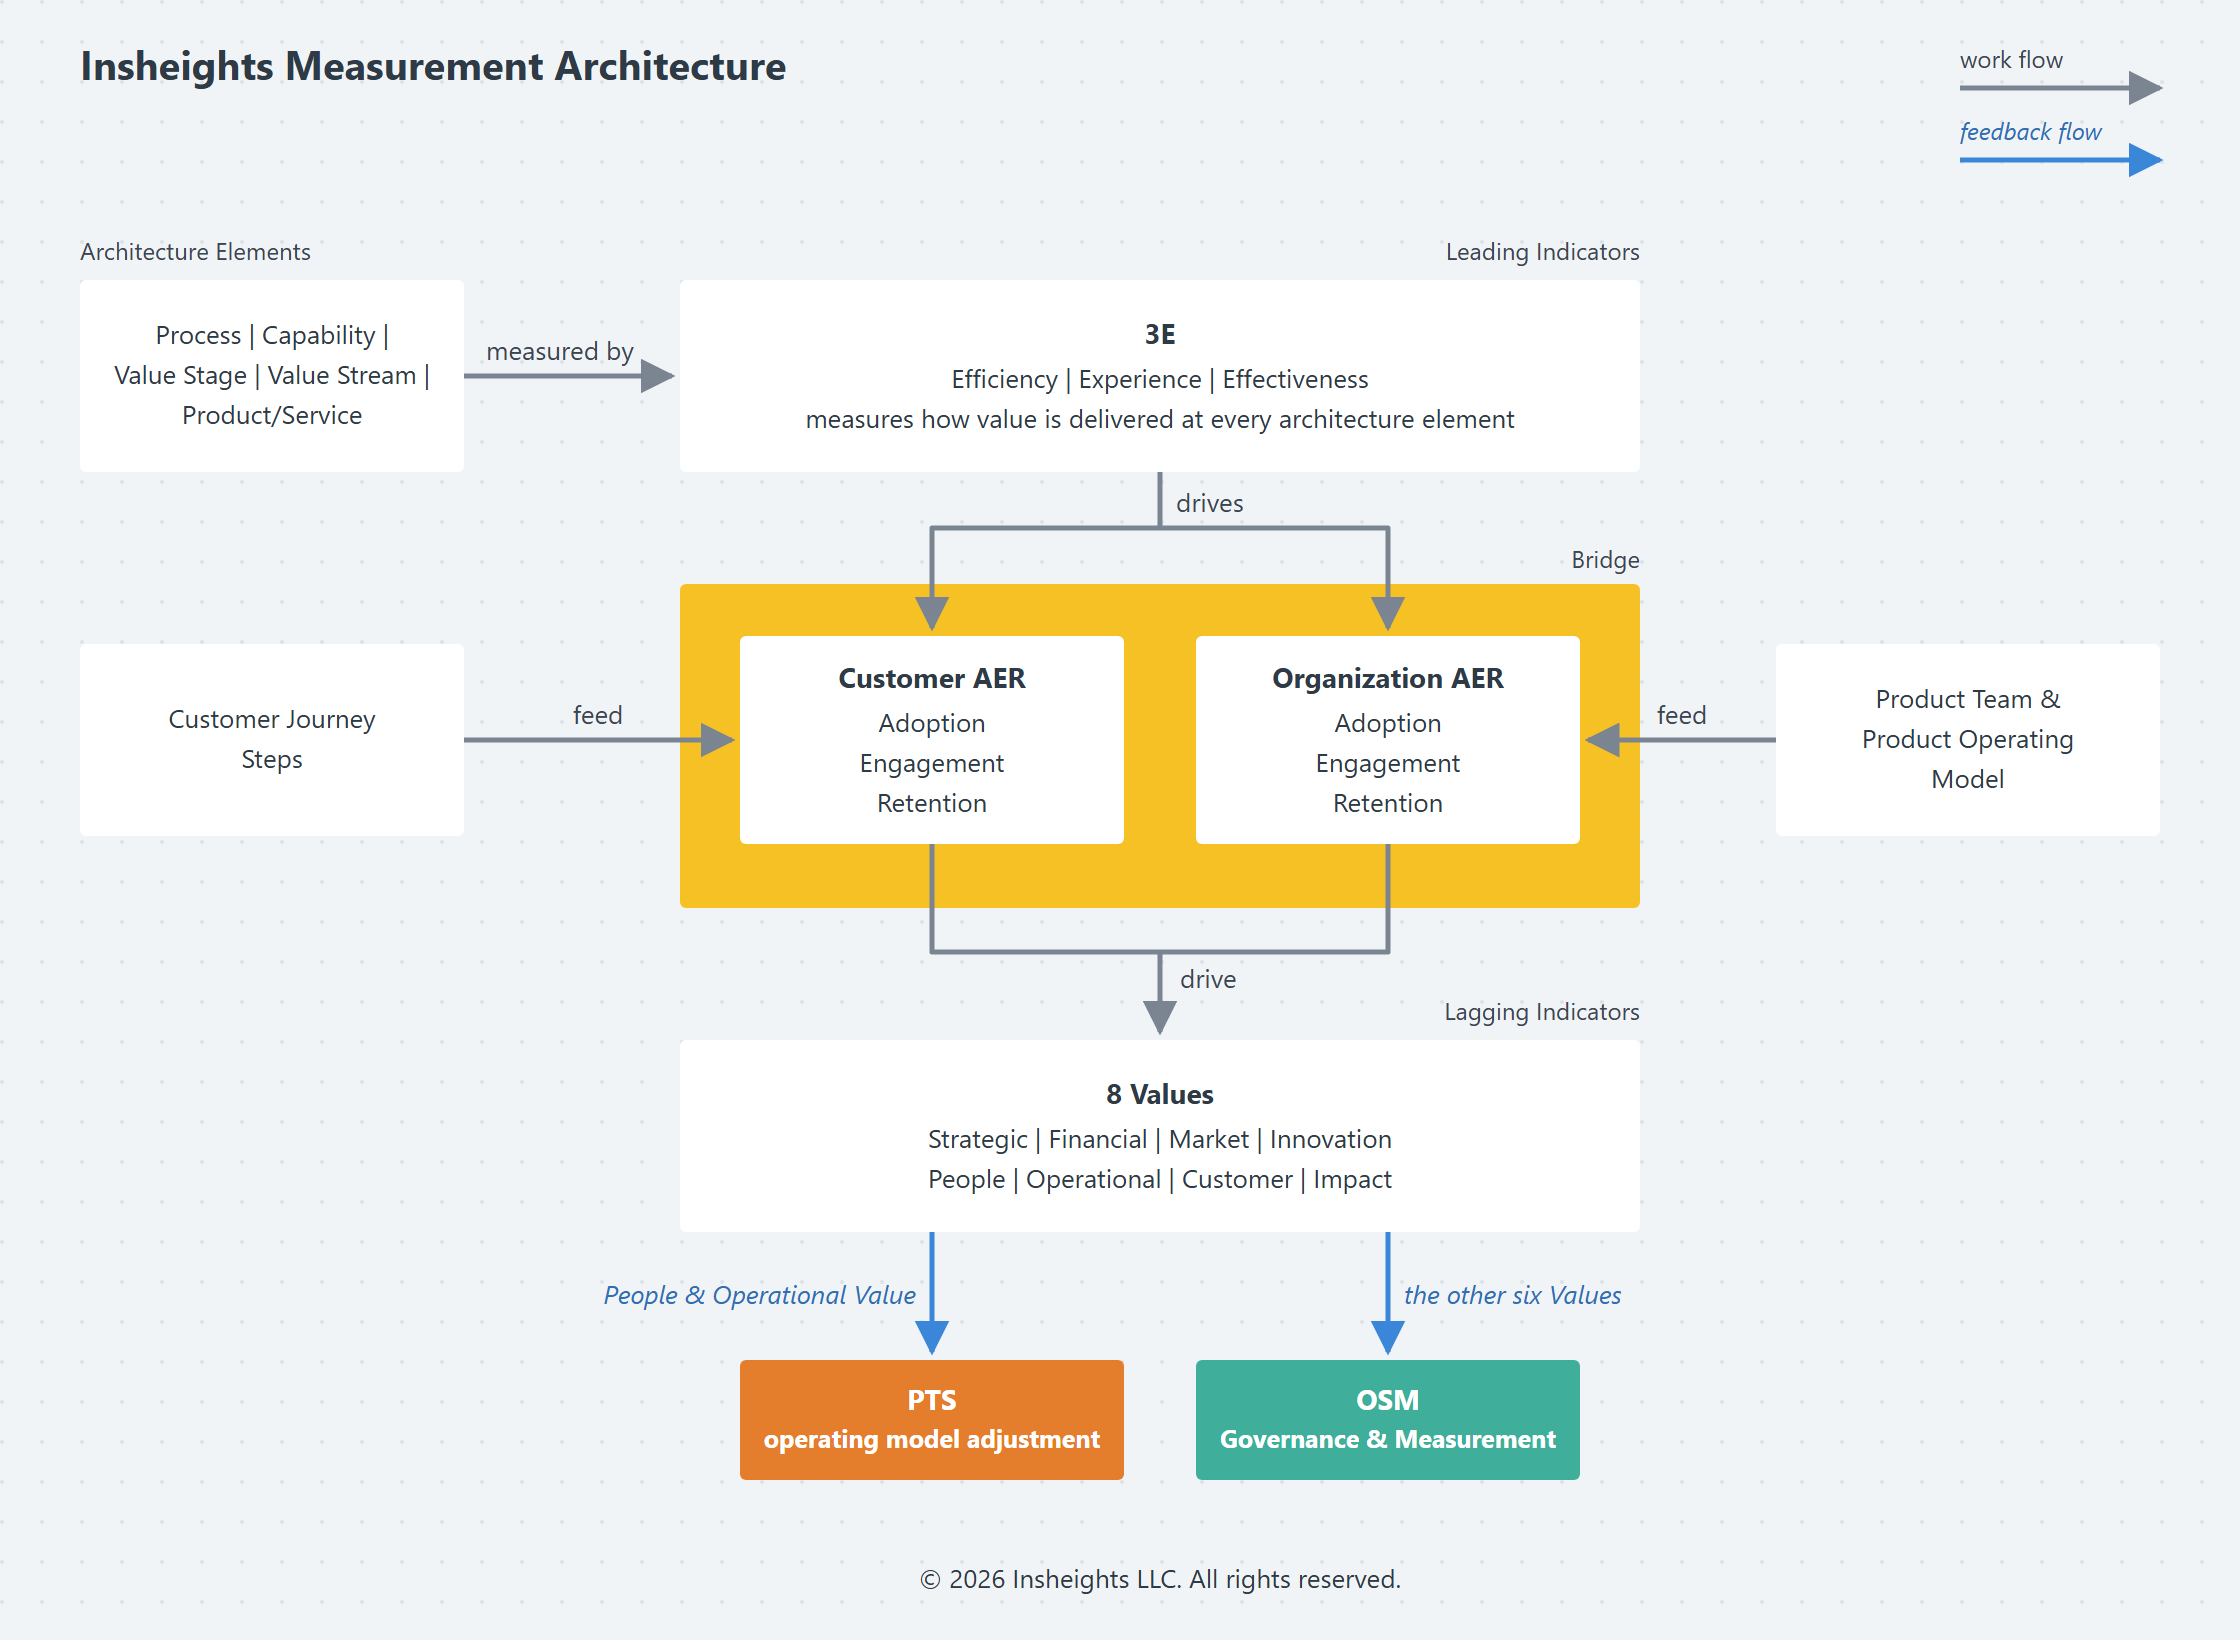 Insheights Measurement Architecture
work flow
feedback flow
Architecture Elements
Leading Indicators
Process | Capability |
Value Stage | Value Stream |
Product/Service
measured by
3E
Efficiency | Experience | Effectiveness
measures how value is delivered at every architecture element
drives
Bridge
Customer Journey
Steps
feed
Customer AER
Adoption
Engagement
Retention
Organization AER
Adoption
Engagement
Retention
feed
Product Team &
Product Operating
Model
drive
Lagging Indicators
8 Values
Strategic | Financial | Market | Innovation
People | Operational | Customer | Impact
People & Operational Value
the other six Values
PTS
operating model adjustment
OSM
Governance & Measurement
© 2026 Insheights LLC. All rights reserved.